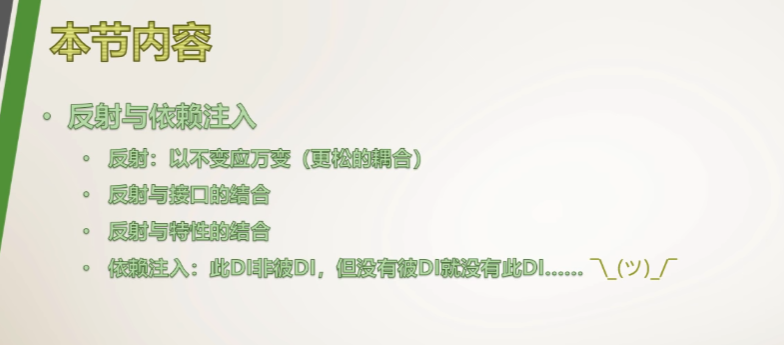 本节内容
• 反射与依赖注入
• 反射：以不变应万变（更松的耦合）
• 反射与接口的结合
• 反射与特性的结合
• 依赖注入：此DI非彼DI，但没有彼DI就没有此DI…… ¯\_(ツ)_/¯